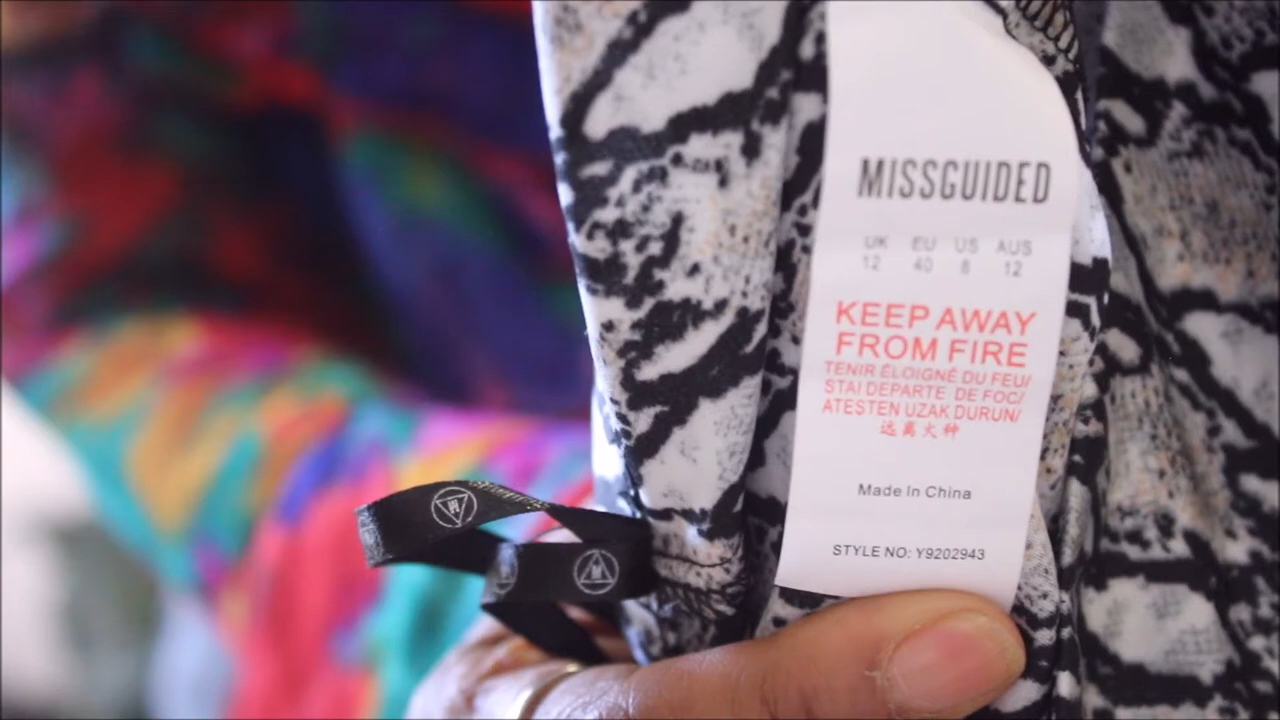 MISSGUIDED
UK EU US AUS
12 40 8 12
KEEP AWAY
FROM FIRE
TENIR ÉLOIGNÉ DU FEU/
STAI DEPARTE DE FOC/
ATESTEN UZAK DURUN/
远离火种
Made In China
STYLE NO: Y9202943